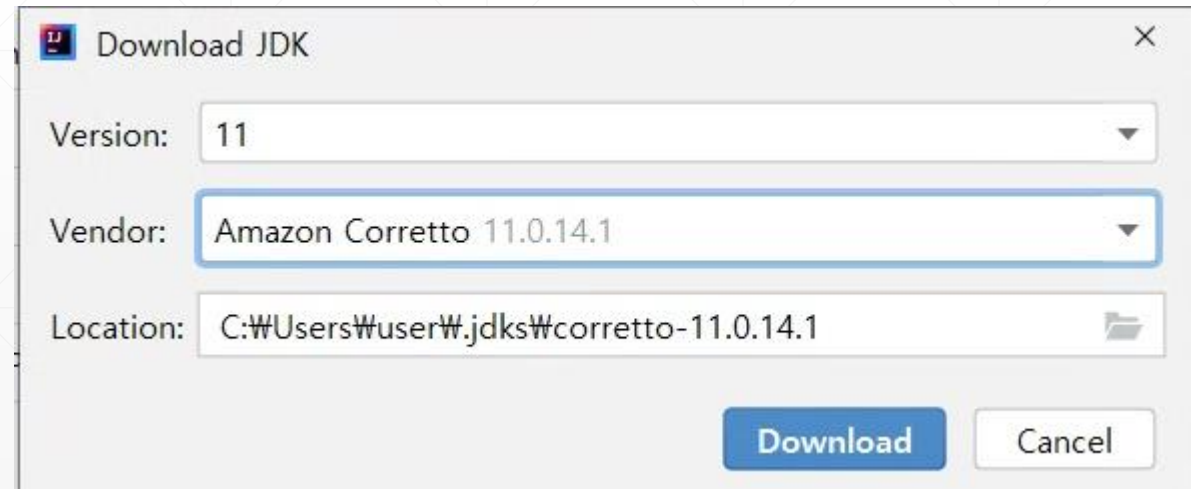 Download JDK
Version: 11
Vendor: Amazon Corretto 11.0.14.1
Location: C:₩Users₩user₩.jdks₩corretto-11.0.14.1
Download Cancel